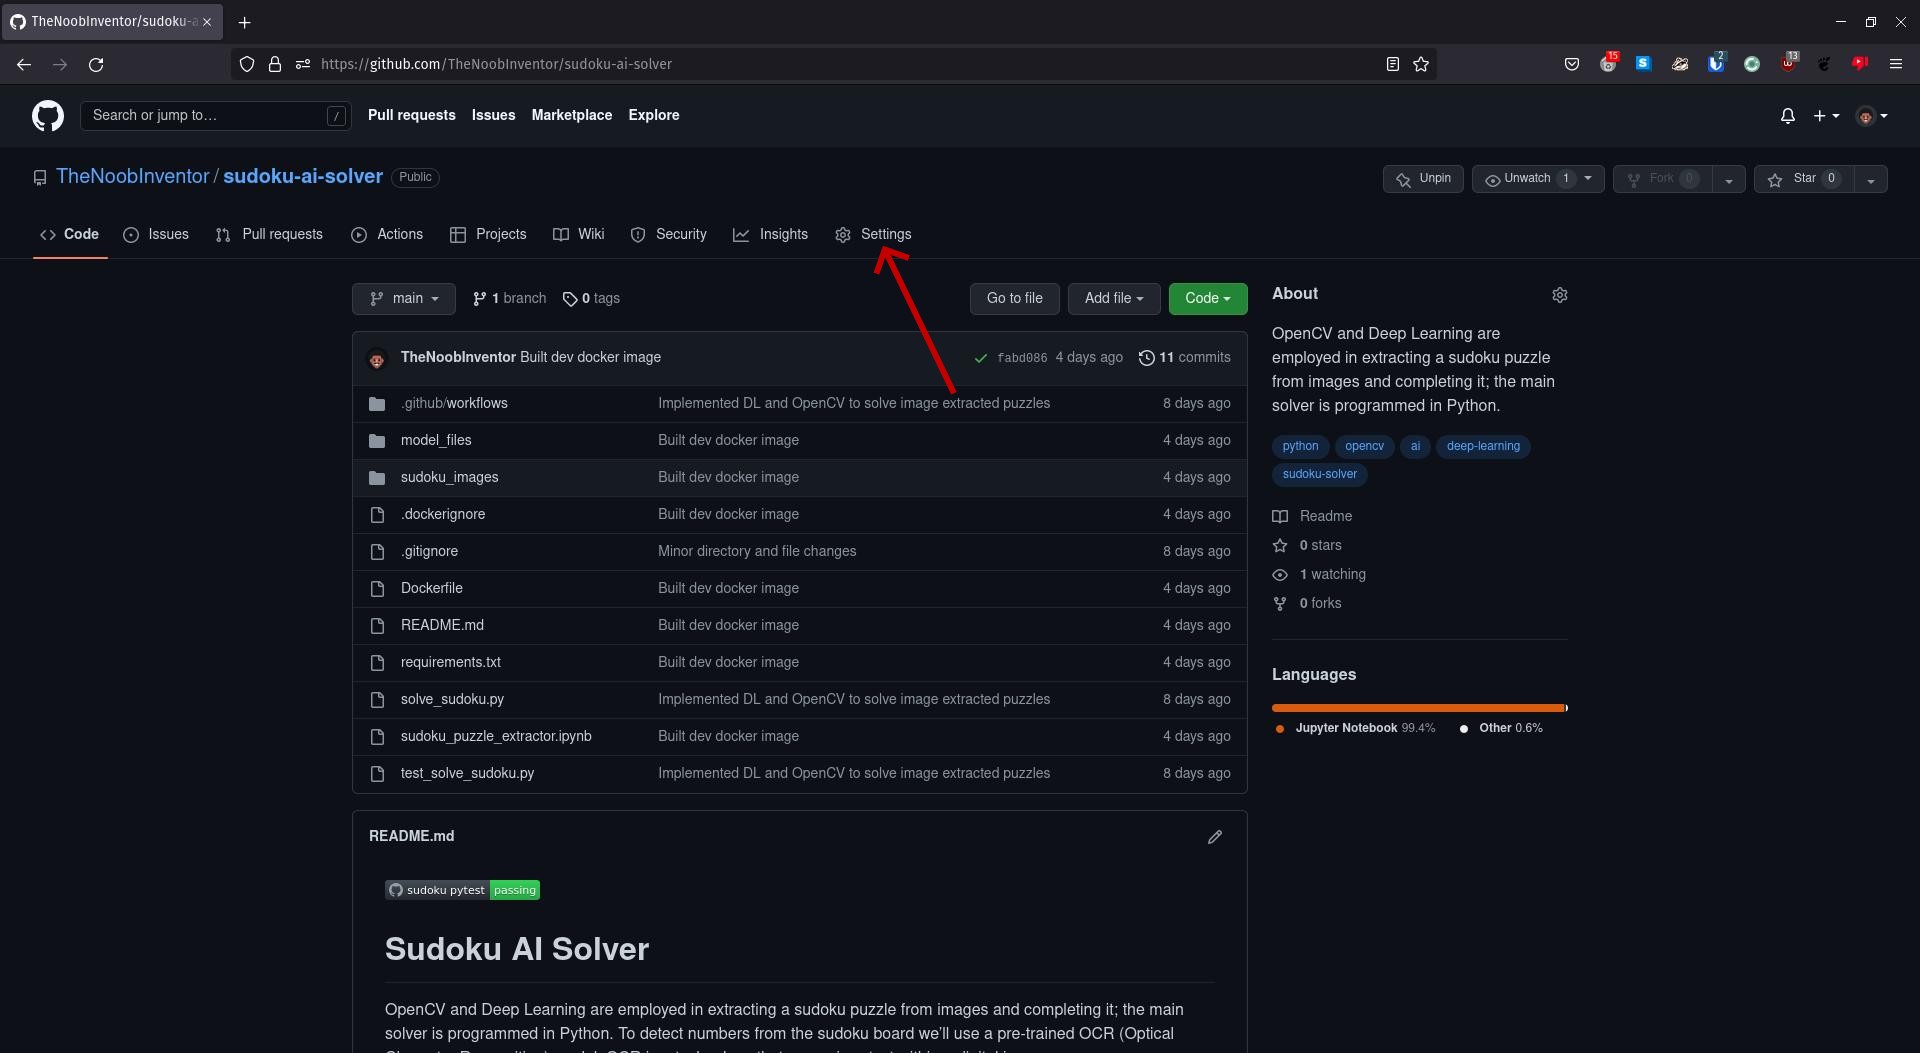 TheNoobInventor/sudoku-a
https://github.com/TheNoobInventor/sudoku-ai-solver
15
S
2
13
Search or jump to…
/
Pull requests
Issues
Marketplace
Explore
TheNoobInventor / sudoku-ai-solver Public
Unpin
Unwatch 1
Fork 0
Star 0
Code
Issues
Pull requests
Actions
Projects
Wiki
Security
Insights
Settings
main
1 branch
0 tags
Go to file
Add file
Code
TheNoobInventor Built dev docker image
fabd086 4 days ago
11 commits
.github/workflows Implemented DL and OpenCV to solve image extracted puzzles 8 days ago
model_files Built dev docker image 4 days ago
sudoku_images Built dev docker image 4 days ago
.dockerignore Built dev docker image 4 days ago
.gitignore Minor directory and file changes 8 days ago
Dockerfile Built dev docker image 4 days ago
README.md Built dev docker image 4 days ago
requirements.txt Built dev docker image 4 days ago
solve_sudoku.py Implemented DL and OpenCV to solve image extracted puzzles 8 days ago
sudoku_puzzle_extractor.ipynb Built dev docker image 4 days ago
test_solve_sudoku.py Implemented DL and OpenCV to solve image extracted puzzles 8 days ago
README.md
sudoku pytest passing
Sudoku AI Solver
OpenCV and Deep Learning are employed in extracting a sudoku puzzle from images and completing it; the main
solver is programmed in Python. To detect numbers from the sudoku board we'll use a pre-trained OCR (Optical
About
OpenCV and Deep Learning are
employed in extracting a sudoku puzzle
from images and completing it; the main
solver is programmed in Python.
python opencv ai deep-learning
sudoku-solver
Readme
0 stars
1 watching
0 forks
Languages
Jupyter Notebook 99.4% Other 0.6%